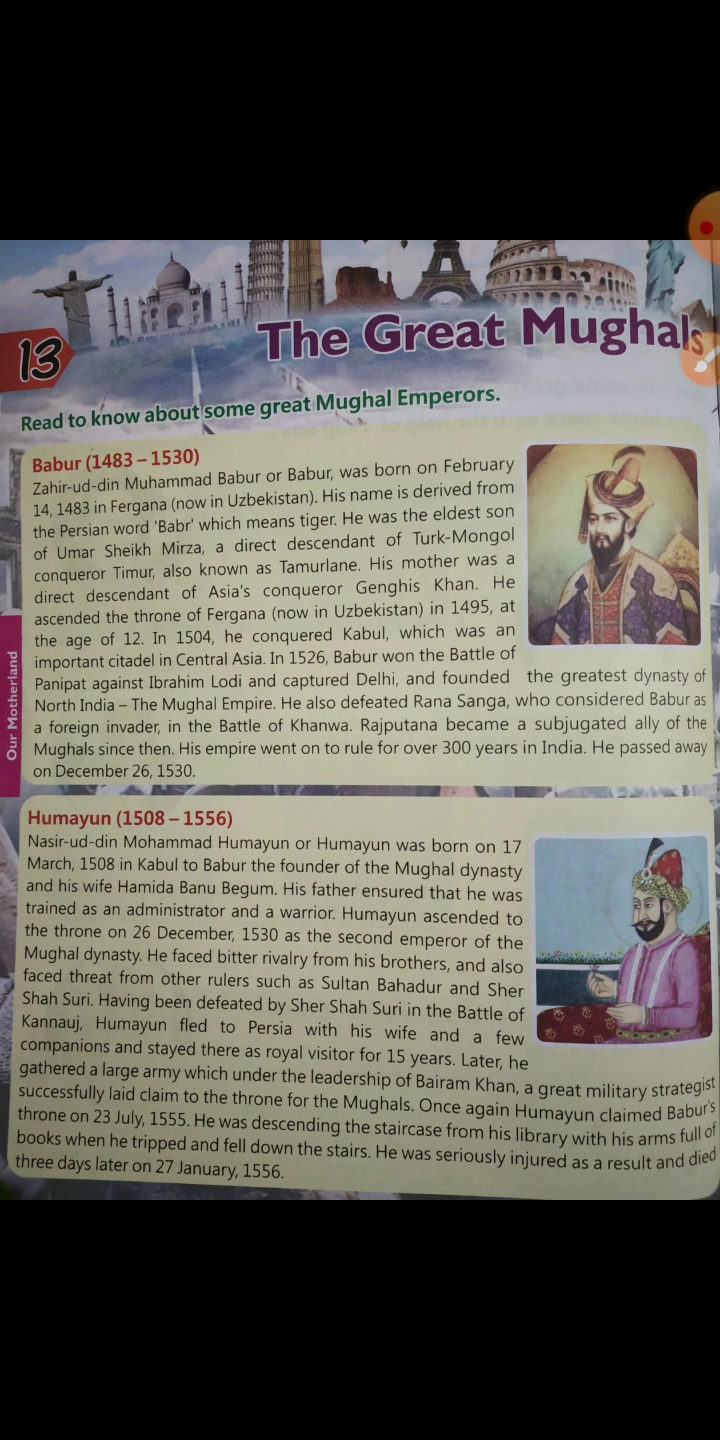 13
The Great Mughals
Read to know about some great Mughal Emperors.
Babur (1483 – 1530)
Zahir-ud-din Muhammad Babur or Babur, was born on February
14, 1483 in Fergana (now in Uzbekistan). His name is derived from
the Persian word 'Babr' which means tiger. He was the eldest son
of Umar Sheikh Mirza, a direct descendant of Turk-Mongol
conqueror Timur, also known as Tamurlane. His mother was a
direct descendant of Asia's conqueror Genghis Khan. He
ascended the throne of Fergana (now in Uzbekistan) in 1495, at
the age of 12. In 1504, he conquered Kabul, which was an
important citadel in Central Asia. In 1526, Babur won the Battle of
Panipat against Ibrahim Lodi and captured Delhi, and founded the greatest dynasty of
North India – The Mughal Empire. He also defeated Rana Sanga, who considered Babur as
a foreign invader, in the Battle of Khanwa. Rajputana became a subjugated ally of the
Mughals since then. His empire went on to rule for over 300 years in India. He passed away
on December 26, 1530.
Our Motherland
Humayun (1508 – 1556)
Nasir-ud-din Mohammad Humayun or Humayun was born on 17
March, 1508 in Kabul to Babur the founder of the Mughal dynasty
and his wife Hamida Banu Begum. His father ensured that he was
trained as an administrator and a warrior. Humayun ascended to
the throne on 26 December, 1530 as the second emperor of the
Mughal dynasty. He faced bitter rivalry from his brothers, and also
faced threat from other rulers such as Sultan Bahadur and Sher
Shah Suri. Having been defeated by Sher Shah Suri in the Battle of
Kannauj, Humayun fled to Persia with his wife and a few
companions and stayed there as royal visitor for 15 years. Later, he
gathered a large army which under the leadership of Bairam Khan, a great military strategist
successfully laid claim to the throne for the Mughals. Once again Humayun claimed Babur's
throne on 23 July, 1555. He was descending the staircase from his library with his arms full of
books when he tripped and fell down the stairs. He was seriously injured as a result and died
three days later on 27 January, 1556.